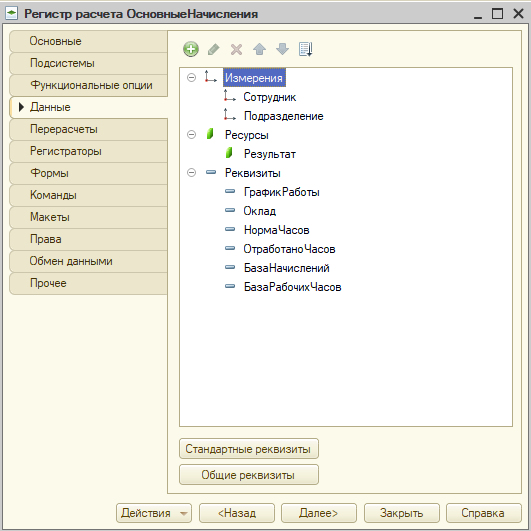 Регистр расчета ОсновныеНачисления
Основные
Подсистемы
Функциональные опции
Данные
Перерасчеты
Регистраторы
Формы
Команды
Макеты
Права
Обмен данными
Прочее
Измерения
Сотрудник
Подразделение
Ресурсы
Результат
Реквизиты
ГрафикРаботы
Оклад
НормаЧасов
ОтработаноЧасов
БазаНачислений
БазаРабочихЧасов
Стандартные реквизиты
Общие реквизиты
Действия
<Назад
Далее>
Закрыть
Справка